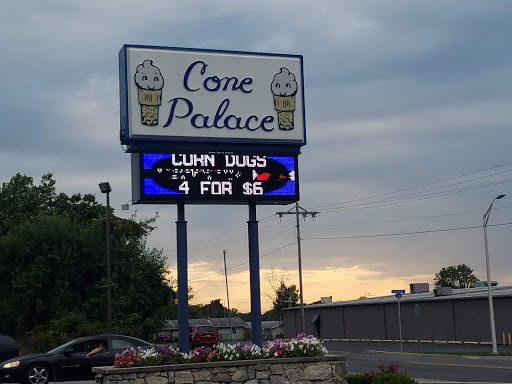 Cone
Palace
CORN DOGS
4 FOR $6